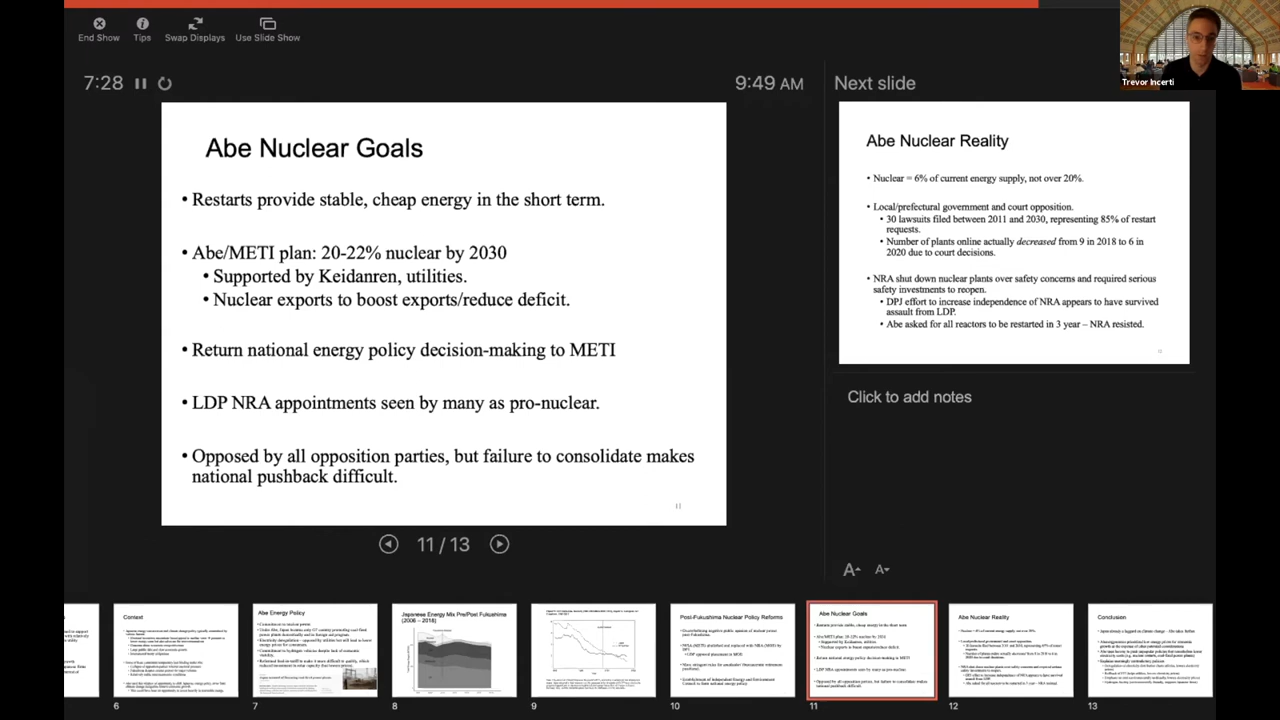 End Show
Tips
Swap Displays
Use Slide Show
Trevor Incerti
7:28
9:49 AM
Next slide
Abe Nuclear Goals
• Restarts provide stable, cheap energy in the short term.
• Abe/METI plan: 20-22% nuclear by 2030
• Supported by Keidanren, utilities.
• Nuclear exports to boost exports/reduce deficit.
• Return national energy policy decision-making to METI
• LDP NRA appointments seen by many as pro-nuclear.
• Opposed by all opposition parties, but failure to consolidate makes
national pushback difficult.
11
Abe Nuclear Reality
• Nuclear = 6% of current energy supply, not over 20%.
• Local/prefectural government and court opposition.
• 30 lawsuits filed between 2011 and 2030, representing 85% of restart
requests.
• Number of plants online actually decreased from 9 in 2018 to 6 in
2020 due to court decisions.
• NRA shut down nuclear plants over safety concerns and required serious
safety investments to reopen.
• DPJ effort to increase independence of NRA appears to have survived
assault from LDP.
• Abe asked for all reactors to be restarted in 3 year – NRA resisted.
12
Click to add notes
11 / 13
A A
Context
Abe Energy Policy
Japanese Energy Mix Pre/Post Fukushima
(2006 – 2018)
Post-Fukushima Nuclear Policy Reforms
Abe Nuclear Goals
Abe Nuclear Reality
Conclusion
6
7
8
9
10
11
12
13